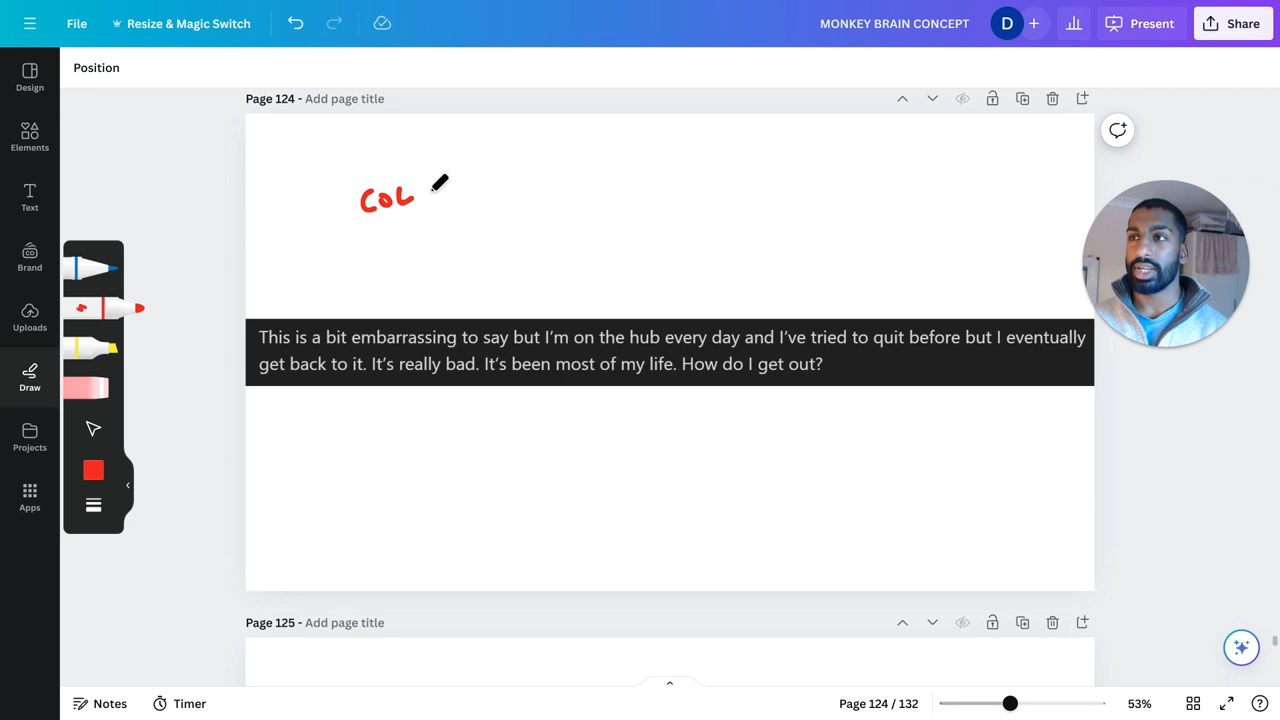 File
Resize & Magic Switch
MONKEY BRAIN CONCEPT
D
Present
Share
Position
Design
Elements
Text
Brand
Uploads
Draw
Projects
Apps
Page 124 - Add page title
COL
This is a bit embarrassing to say but I'm on the hub every day and I've tried to quit before but I eventually
get back to it. It's really bad. It's been most of my life. How do I get out?
Page 125 - Add page title
Notes
Timer
Page 124 / 132
53%